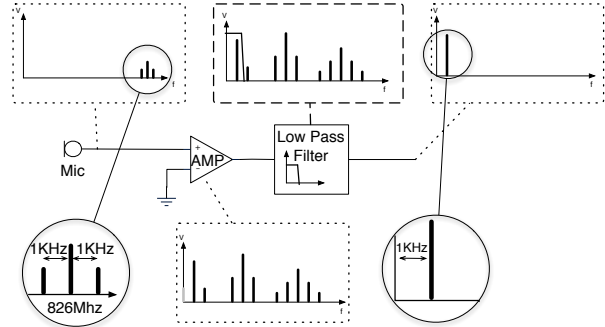 V
f
V
f
V
f
Mic
+
-
AMP
Low Pass
Filter
1KHz 1KHz
826Mhz
V
f
1KHz